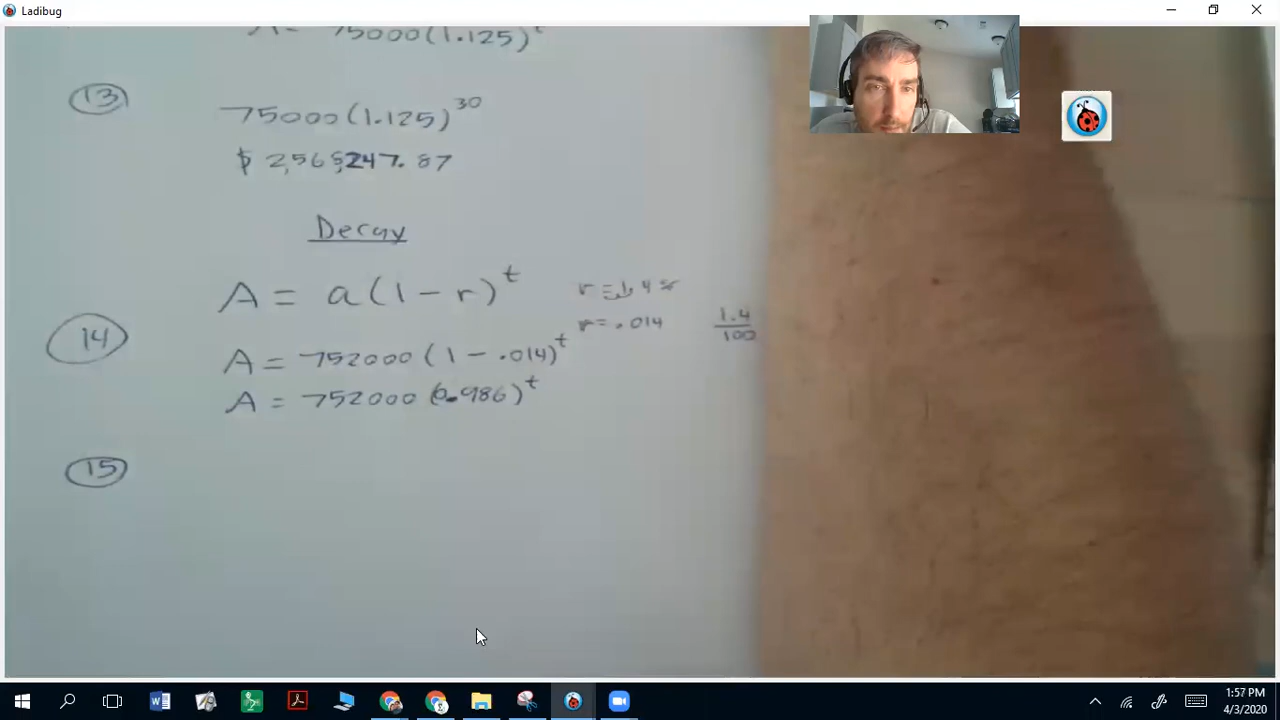 Ladibug
A = 75000(1.125)^t
13
75000(1.125)^30
$ 2,565,247.87
Decay
A = a(1-r)^t
r = 1.4%
r = .014
1.4
100
14
A = 752000(1-.014)^t
A = 752000(0.986)^t
15
1:57 PM
4/3/2020